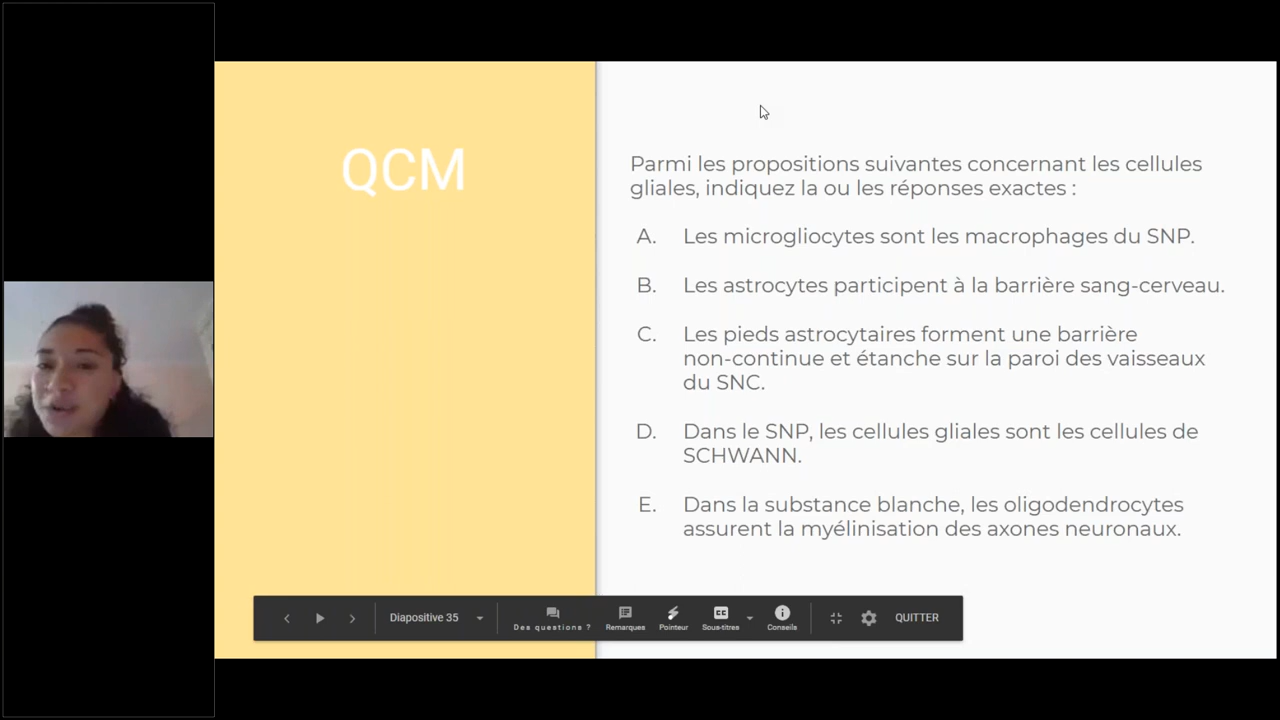 QCM
Parmi les propositions suivantes concernant les cellules
gliales, indiquez la ou les réponses exactes :
A. Les microgliocytes sont les macrophages du SNP.
B. Les astrocytes participent à la barrière sang-cerveau.
C. Les pieds astrocytaires forment une barrière
non-continue et étanche sur la paroi des vaisseaux
du SNC.
D. Dans le SNP, les cellules gliales sont les cellules de
SCHWANN.
E. Dans la substance blanche, les oligodendrocytes
assurent la myélinisation des axones neuronaux.
Diapositive 35
Des questions ?
Remarques
Pointeur
CC
Sous-titres
Conseils
QUITTER